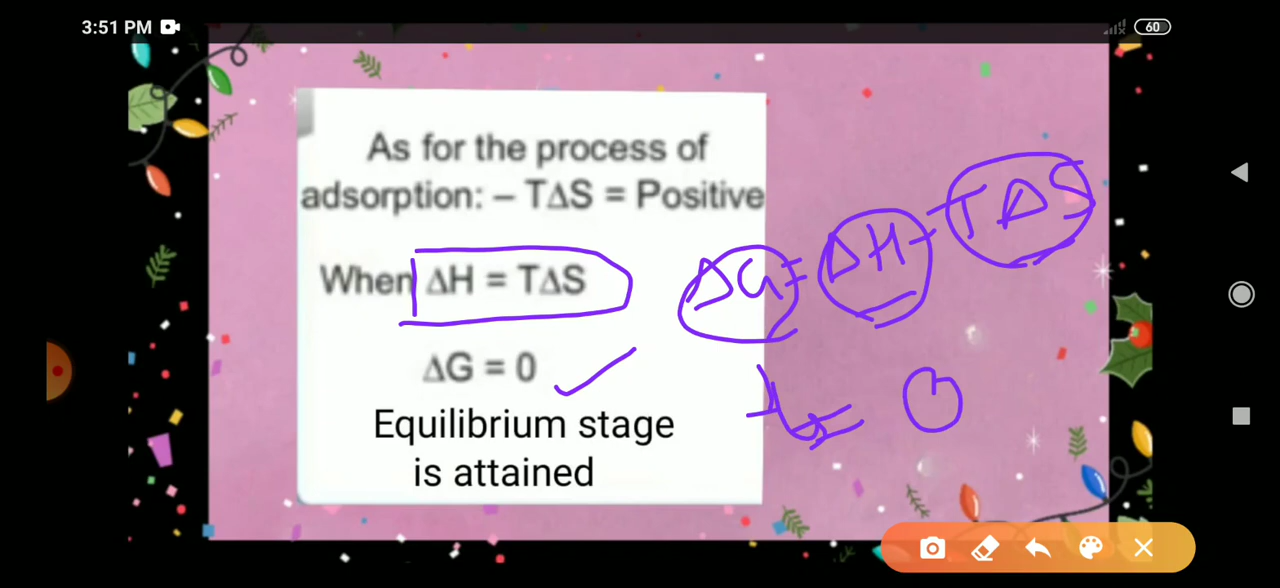 3:51 PM
60
As for the process of
adsorption: – TΔS = Positive
When ΔH = TΔS
ΔG = 0
Equilibrium stage
is attained
ΔG = ΔH - TΔS
= 0